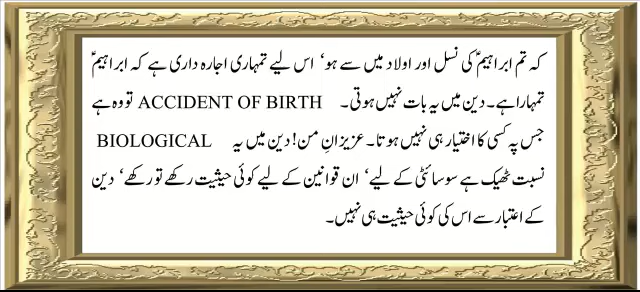 کہ تم ابراہیمؑ کی نسل اور اولاد میں سے ہو‘ اس لیے تمہاری اجارہ داری ہے کہ ابراہیمؑ
تمہارا ہے۔ دین میں یہ بات نہیں ہوتی۔ ACCIDENT OF BIRTH تو وہ ہے
جس پہ کسی کا اختیار ہی نہیں ہوتا۔ عزیزانِ من! دین میں یہ BIOLOGICAL
نسبت ٹھیک ہے سوسائٹی کے لیے‘ ان قوانین کے لیے کوئی حیثیت رکھے تو رکھے‘ دین
کے اعتبار سے اس کی کوئی حیثیت ہی نہیں۔